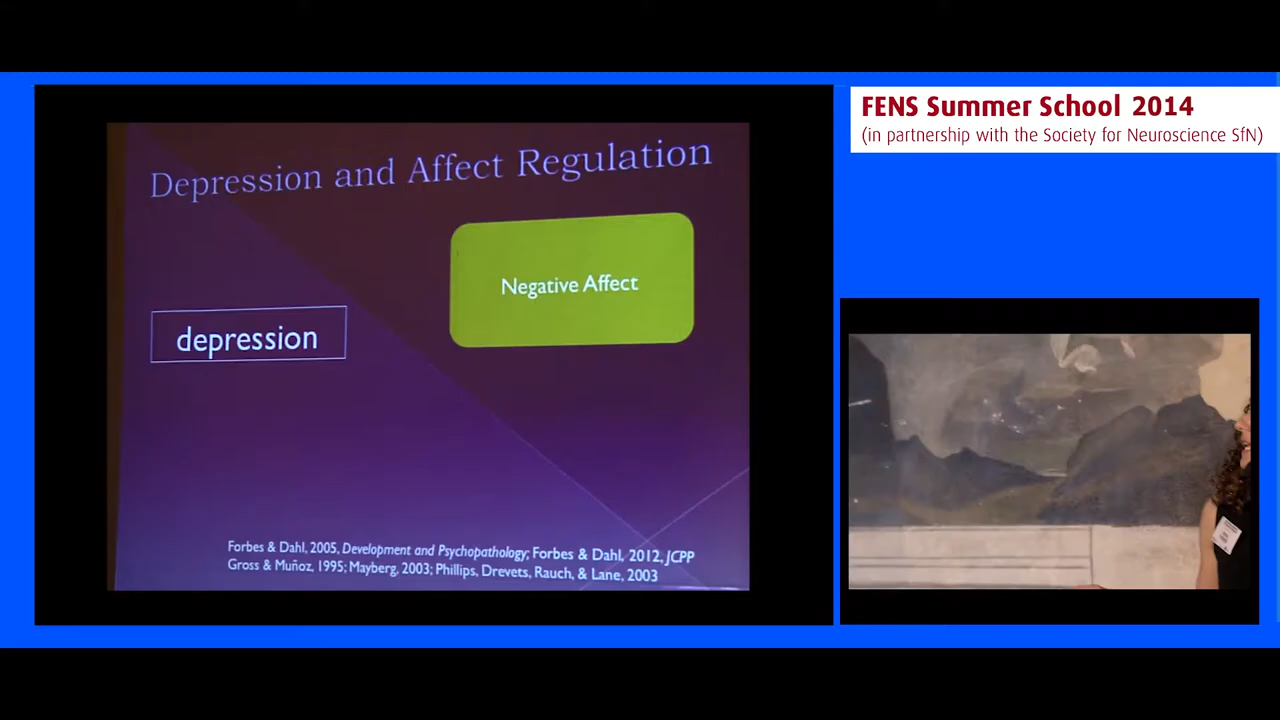 FENS Summer School 2014
(in partnership with the Society for Neuroscience SfN)
Depression and Affect Regulation
Negative Affect
depression
Forbes & Dahl, 2005, Development and Psychopathology; Forbes & Dahl, 2012, JCPP
Gross & Muñoz, 1995; Mayberg, 2003; Phillips, Drevets, Rauch, & Lane, 2003